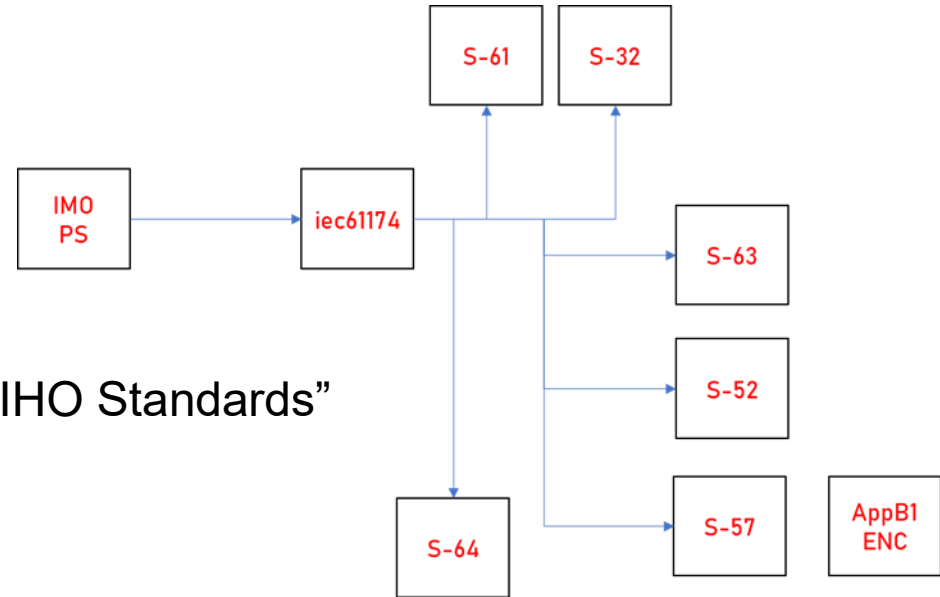 S-61
S-32
IMO
PS
iec61174
S-63
IHO Standards”
S-52
S-57
AppB1
ENC
S-64